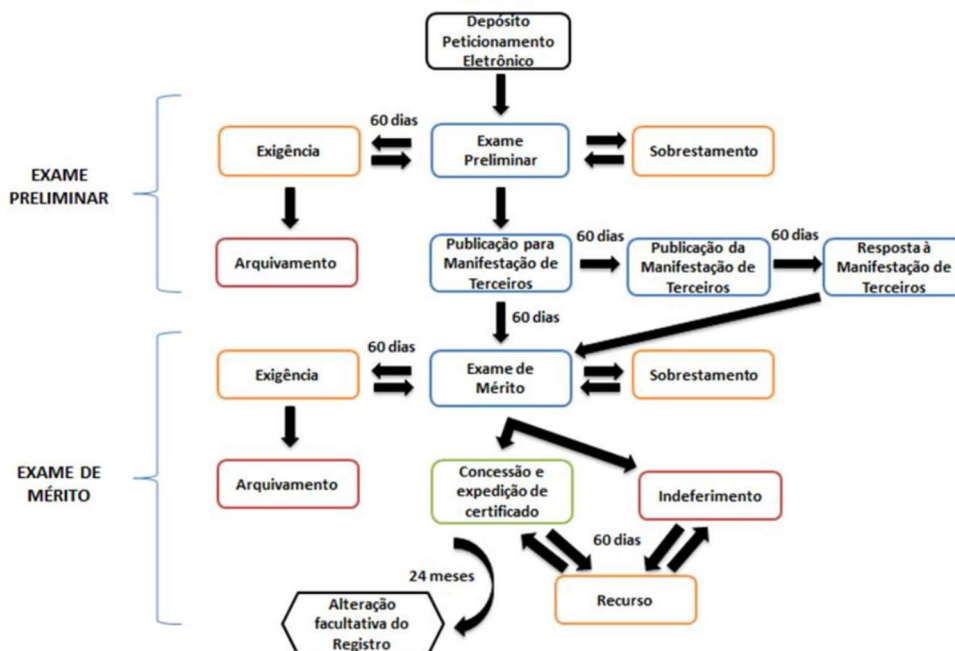 Depósito
Peticionamento
Eletrônico
60 dias
Exigência
Exame
Preliminar
Sobrestamento
EXAME
PRELIMINAR
Arquivamento
Publicação para
Manifestação de
Terceiros
60 dias
Publicação da
Manifestação de
Terceiros
60 dias
Resposta à
Manifestação de
Terceiros
60 dias
60 dias
Exigência
Exame de
Mérito
Sobrestamento
EXAME DE
MÉRITO
Arquivamento
Concessão e
expedição de
certificado
Indeferimento
60 dias
24 meses
Recurso
Alteração
facultativa do
Registro